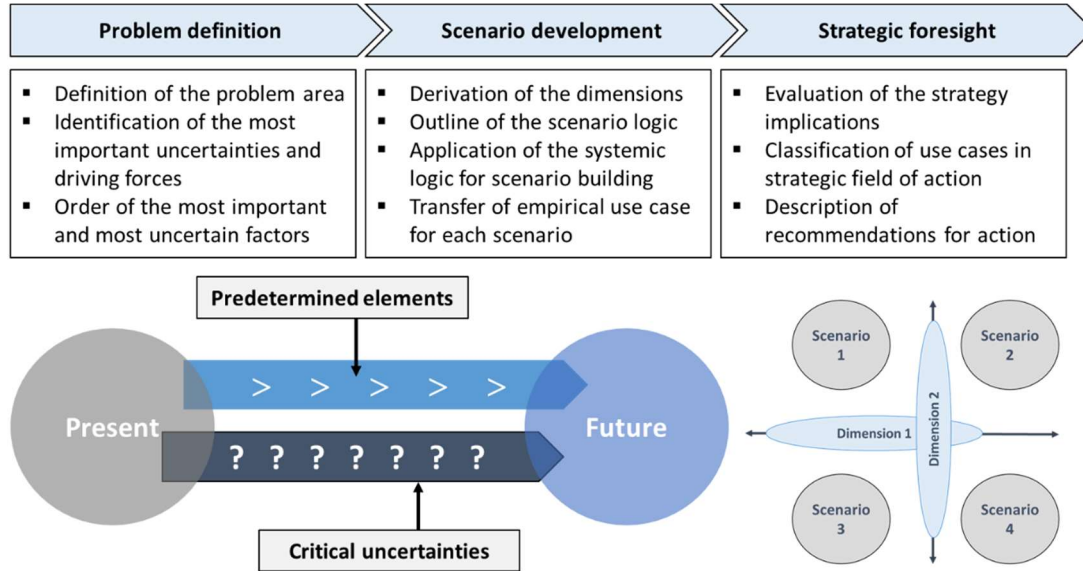 Problem definition
Scenario development
Strategic foresight
▪ Definition of the problem area
▪ Identification of the most
important uncertainties and
driving forces
▪ Order of the most important
and most uncertain factors
▪ Derivation of the dimensions
▪ Outline of the scenario logic
▪ Application of the systemic
logic for scenario building
▪ Transfer of empirical use case
for each scenario
▪ Evaluation of the strategy
implications
▪ Classification of use cases in
strategic field of action
▪ Description of
recommendations for action
Predetermined elements
> > > > >
Present
Future
? ? ? ? ? ? ?
Critical uncertainties
Scenario
1
Scenario
2
Dimension 1
Dimension 2
Scenario
3
Scenario
4